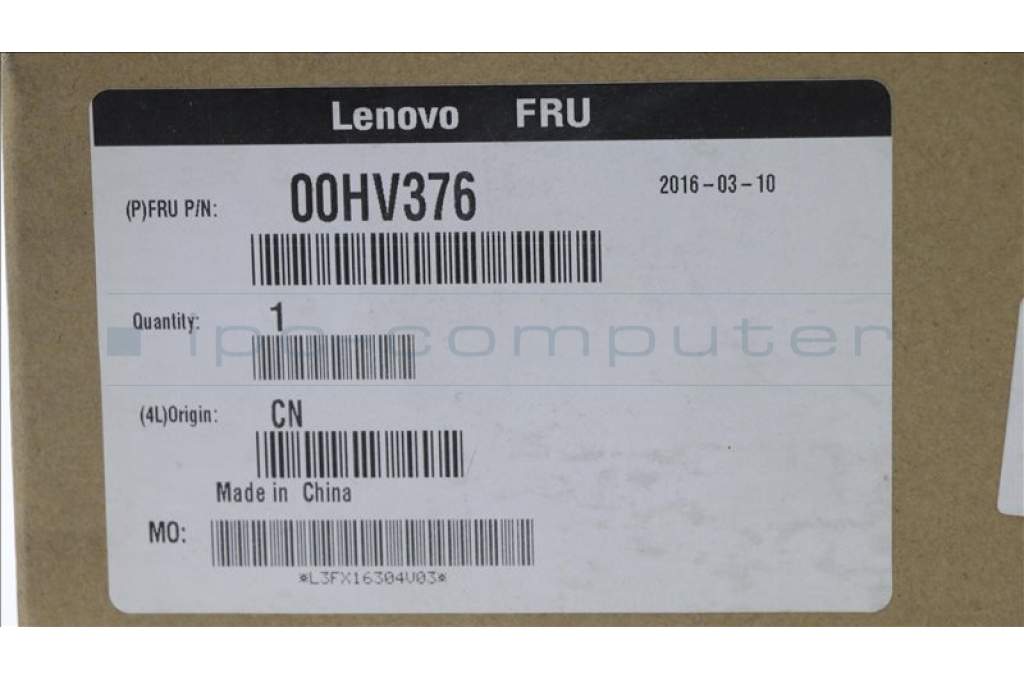 Lenovo FRU
(P)FRU P/N: 00HV376 2016-03-10
Quantity: 1
ipc-computer
(4L)Origin: CN
Made in China
MO:
*L3FX16304V03*